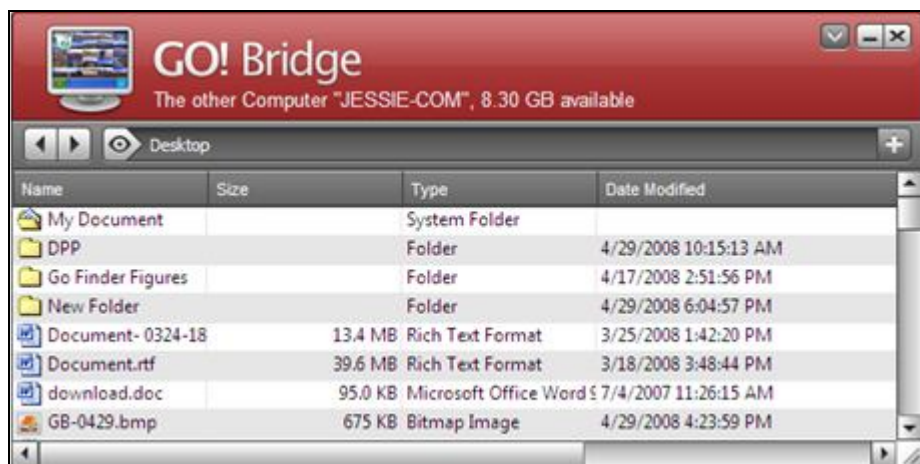 GO! Bridge
The other Computer "JESSIE-COM", 8.30 GB available
Desktop
Name Size Type Date Modified
My Document System Folder
DPP Folder 4/29/2008 10:15:13 AM
Go Finder Figures Folder 4/17/2008 2:51:56 PM
New Folder Folder 4/29/2008 6:04:57 PM
Document- 0324-18 13.4 MB Rich Text Format 3/25/2008 1:42:20 PM
Document.rtf 39.6 MB Rich Text Format 3/18/2008 3:48:44 PM
download.doc 95.0 KB Microsoft Office Word 7/4/2007 11:26:15 AM
GB-0429.bmp 675 KB Bitmap Image 4/29/2008 4:23:59 PM